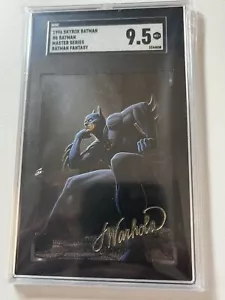 1996 SKYBOX BATMAN
#6 BATMAN
MASTER SERIES
BATMAN FANTASY
9.5
J Warhola